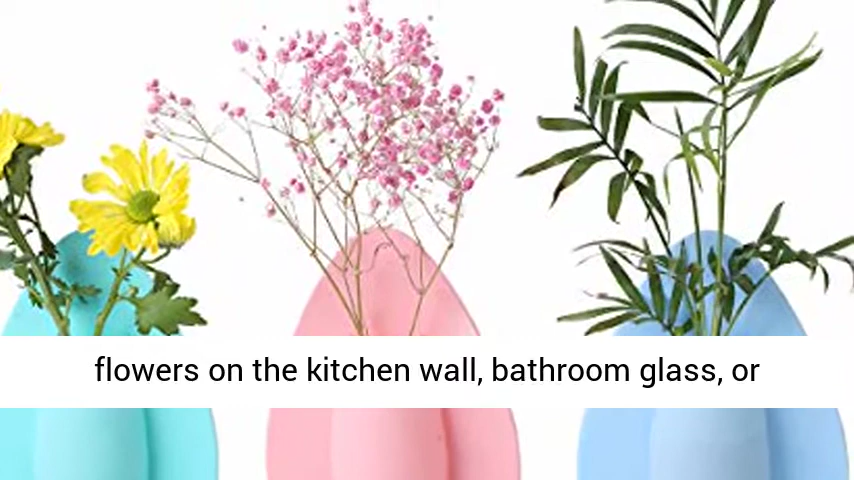 flowers on the kitchen wall, bathroom glass, or